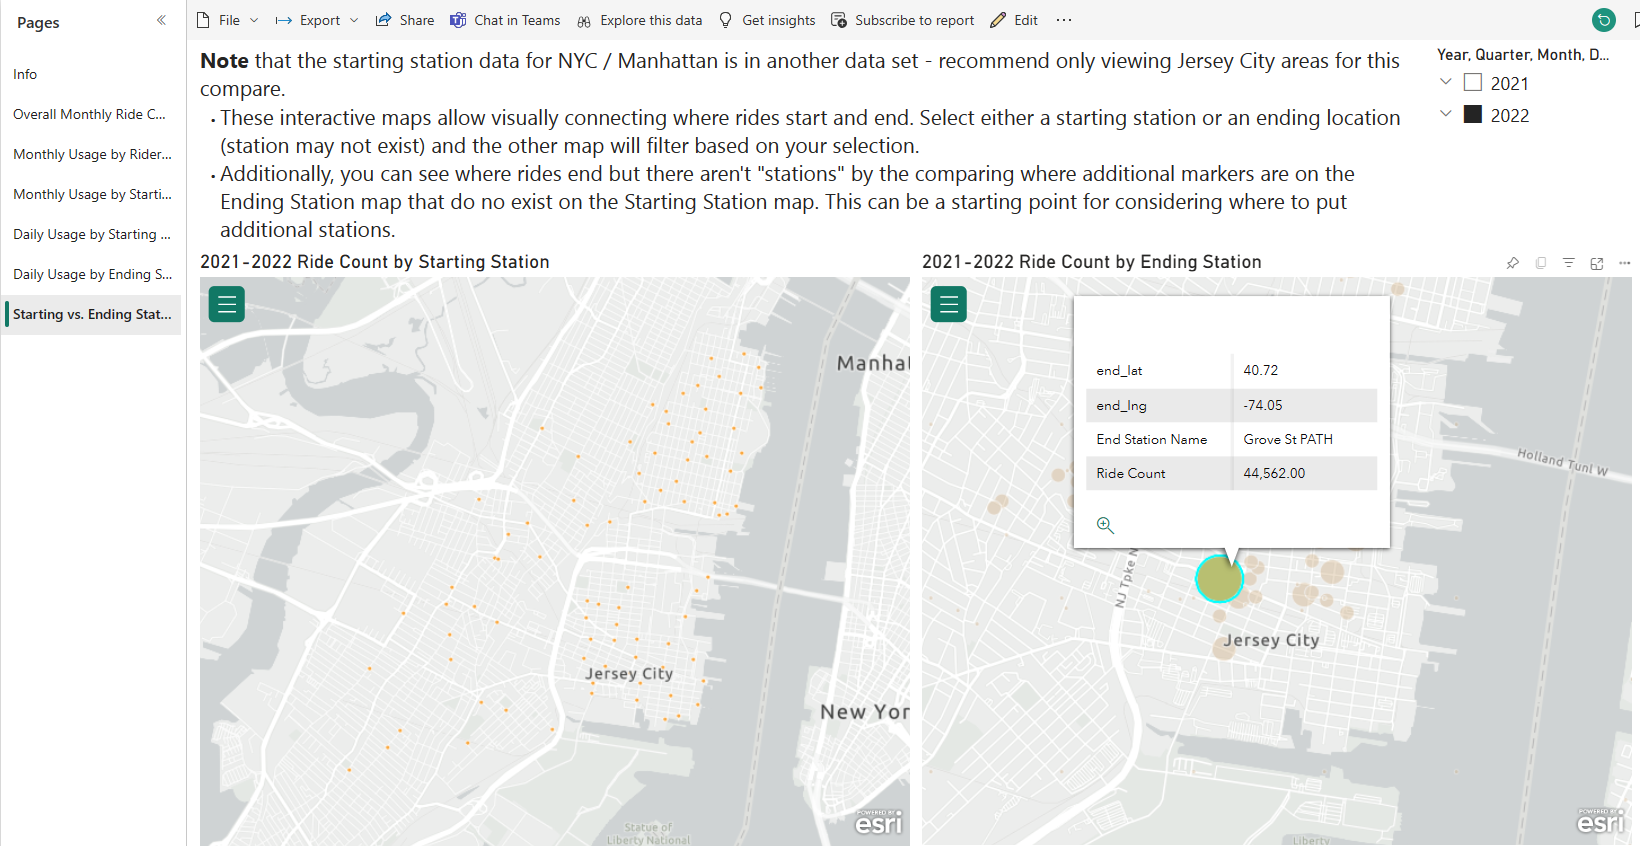 Pages
File
Export
Share
Chat in Teams
Explore this data
Get insights
Subscribe to report
Edit
Info
Overall Monthly Ride C...
Monthly Usage by Rider...
Monthly Usage by Starti...
Daily Usage by Starting ...
Daily Usage by Ending S...
Starting vs. Ending Stat...
Note that the starting station data for NYC / Manhattan is in another data set - recommend only viewing Jersey City areas for this
compare.
• These interactive maps allow visually connecting where rides start and end. Select either a starting station or an ending location
(station may not exist) and the other map will filter based on your selection.
• Additionally, you can see where rides end but there aren't "stations" by the comparing where additional markers are on the
Ending Station map that do no exist on the Starting Station map. This can be a starting point for considering where to put
additional stations.
Year, Quarter, Month, D...
2021
2022
2021-2022 Ride Count by Starting Station
Manhat
Jersey City
New Yor
Statue of
Liberty National
POWERED BY
esri
2021-2022 Ride Count by Ending Station
end_lat 40.72
end_lng -74.05
End Station Name Grove St PATH
Ride Count 44,562.00
Holland Tunl W
NJ Tpke N
Jersey City
Liberty
POWERED BY
esri